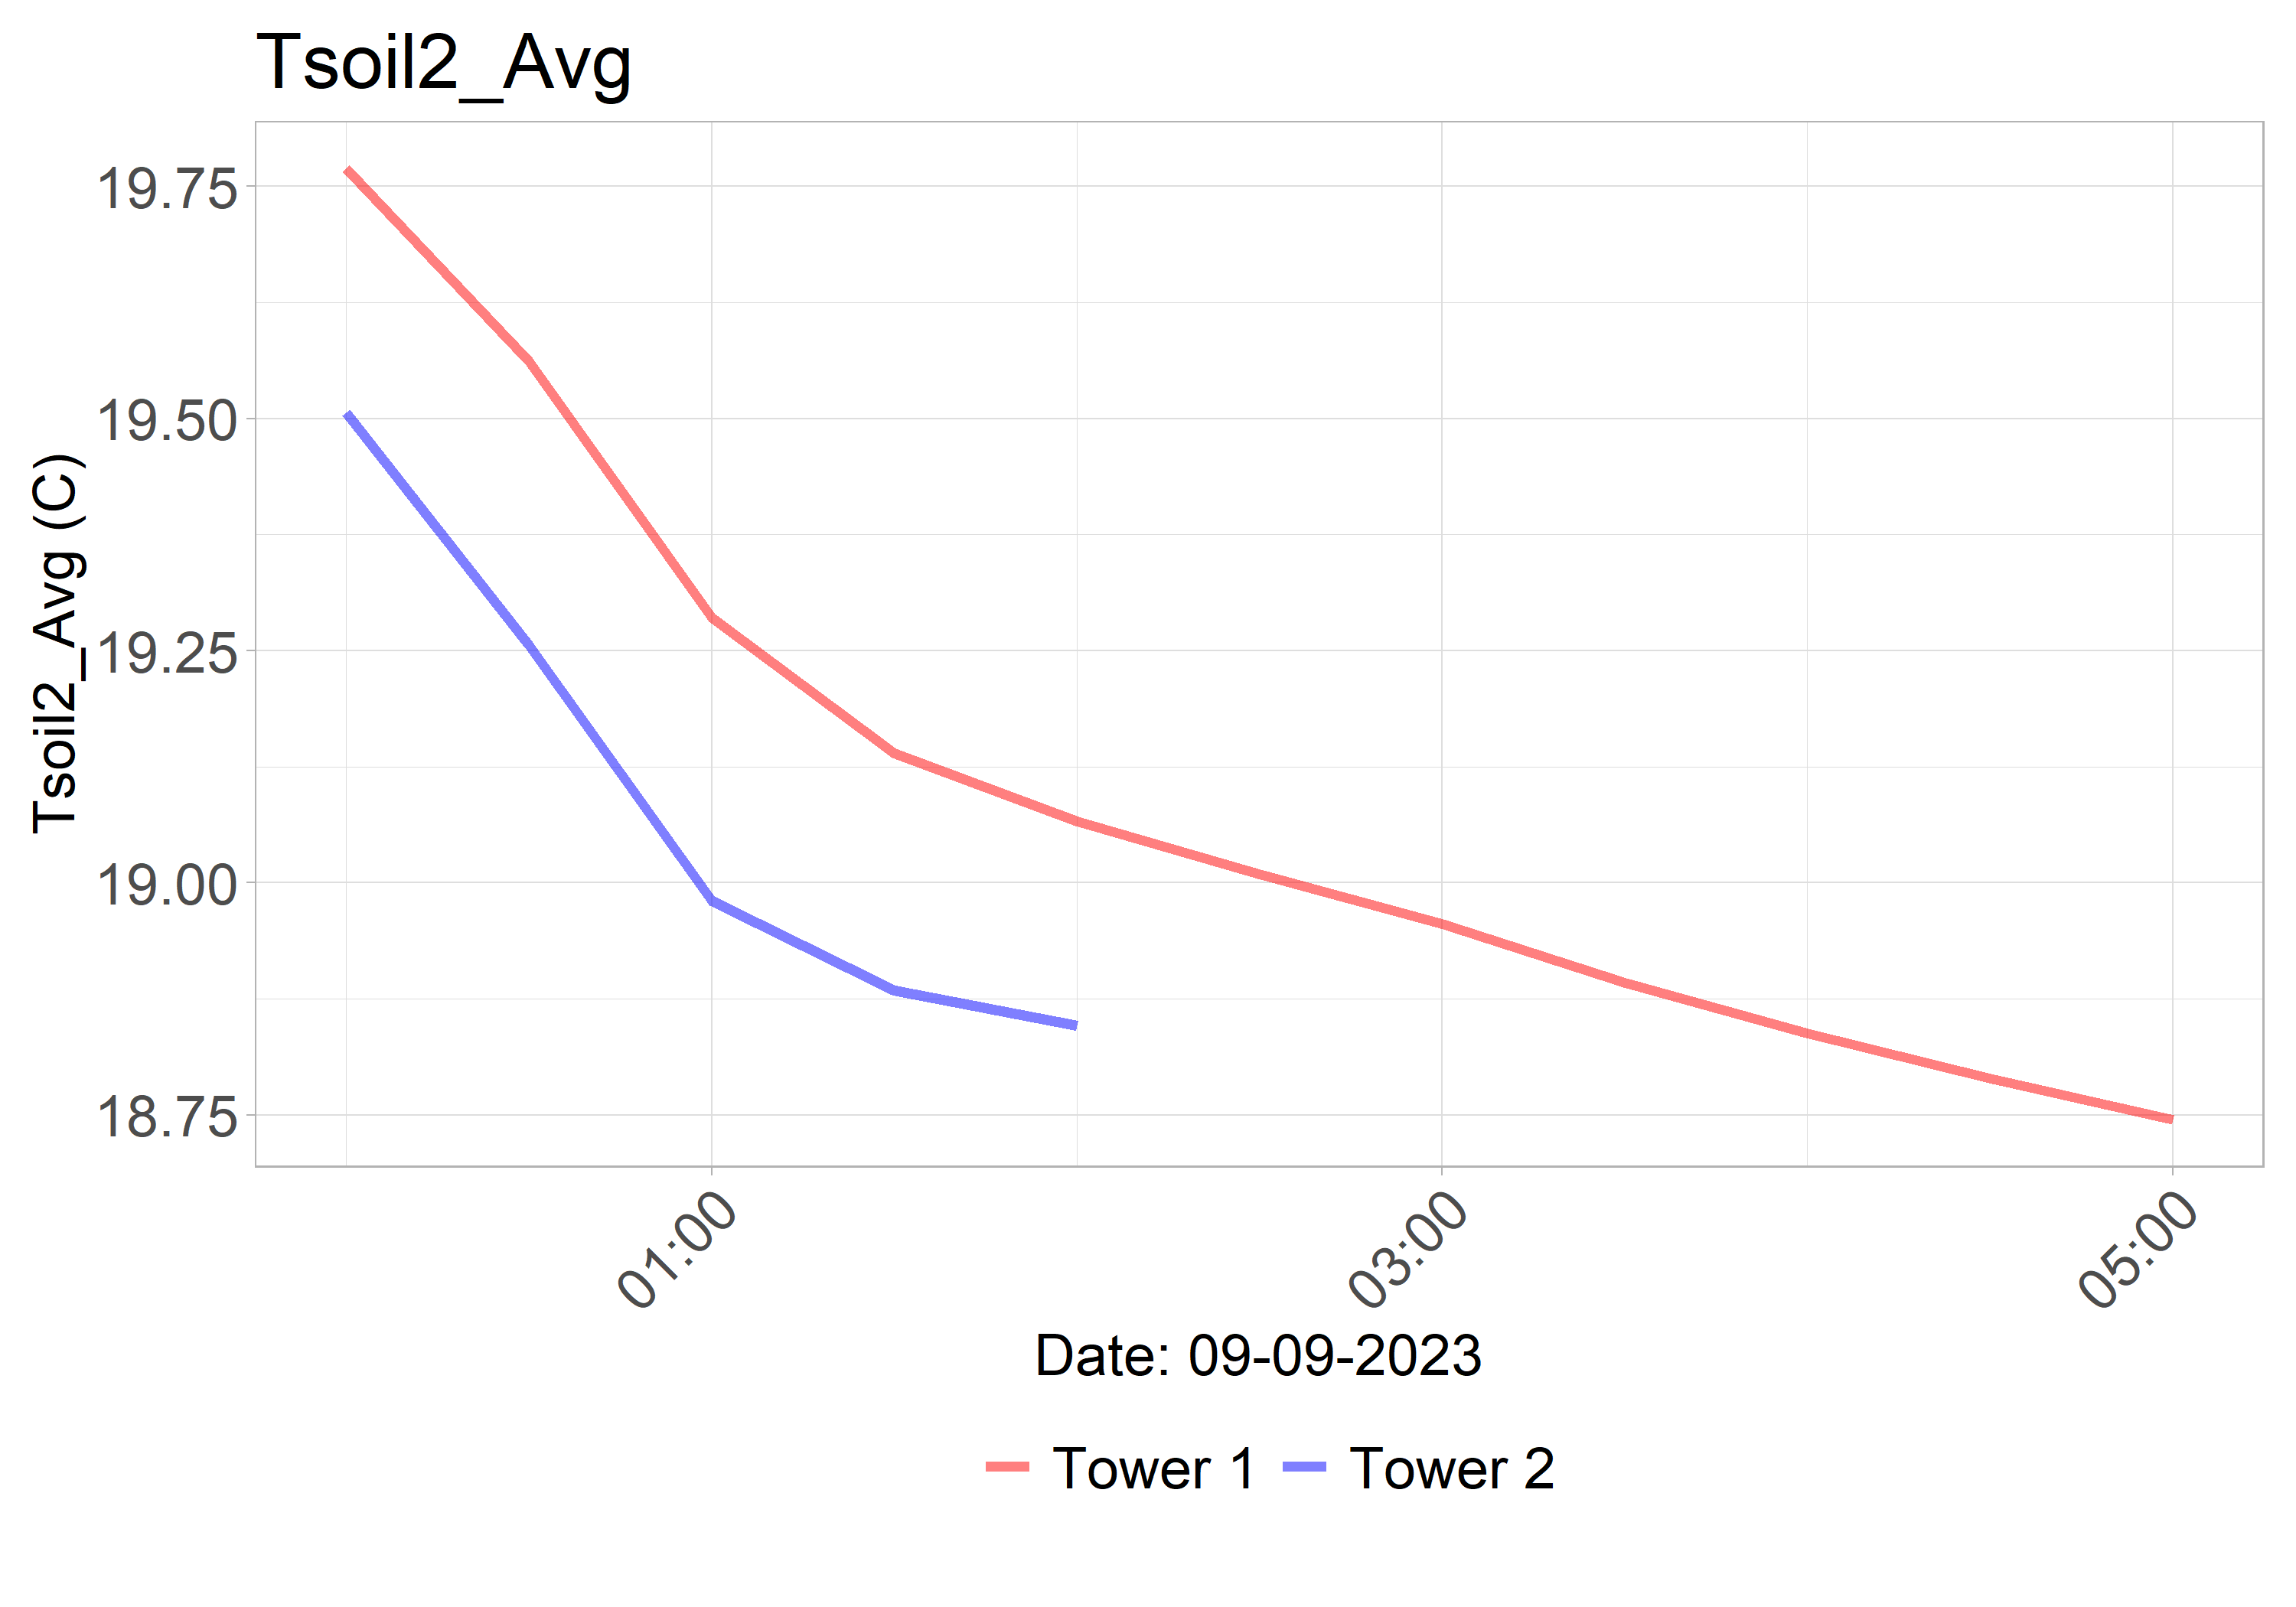 Tsoil2_Avg
Tsoil2_Avg (C)
19.75
19.50
19.25
19.00
18.75
01:00
03:00
05:00
Date: 09-09-2023
Tower 1
Tower 2